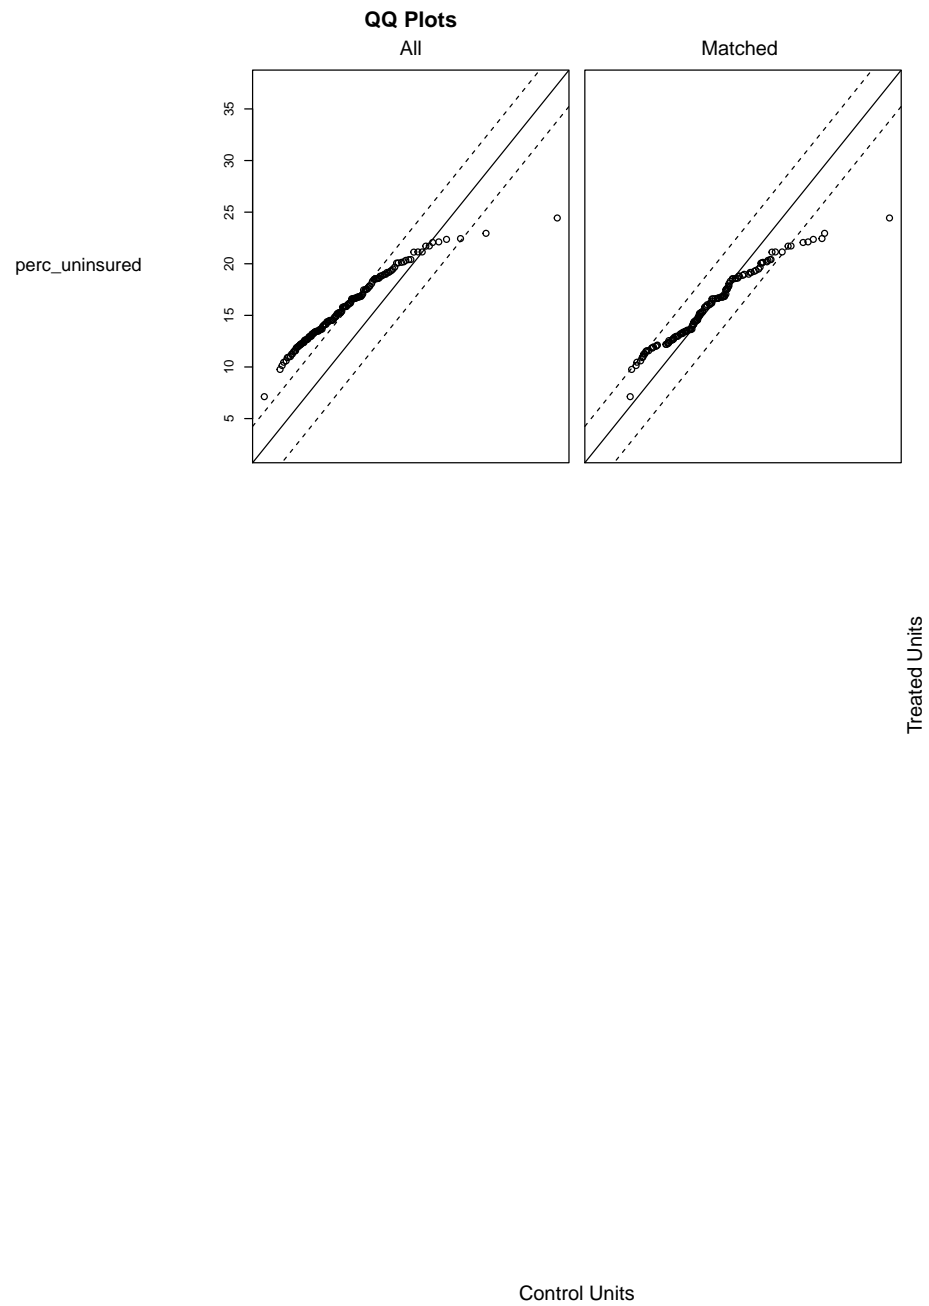 QQ Plots
All
Matched
35
30
25
20
15
10
5
perc_uninsured
Treated Units
Control Units